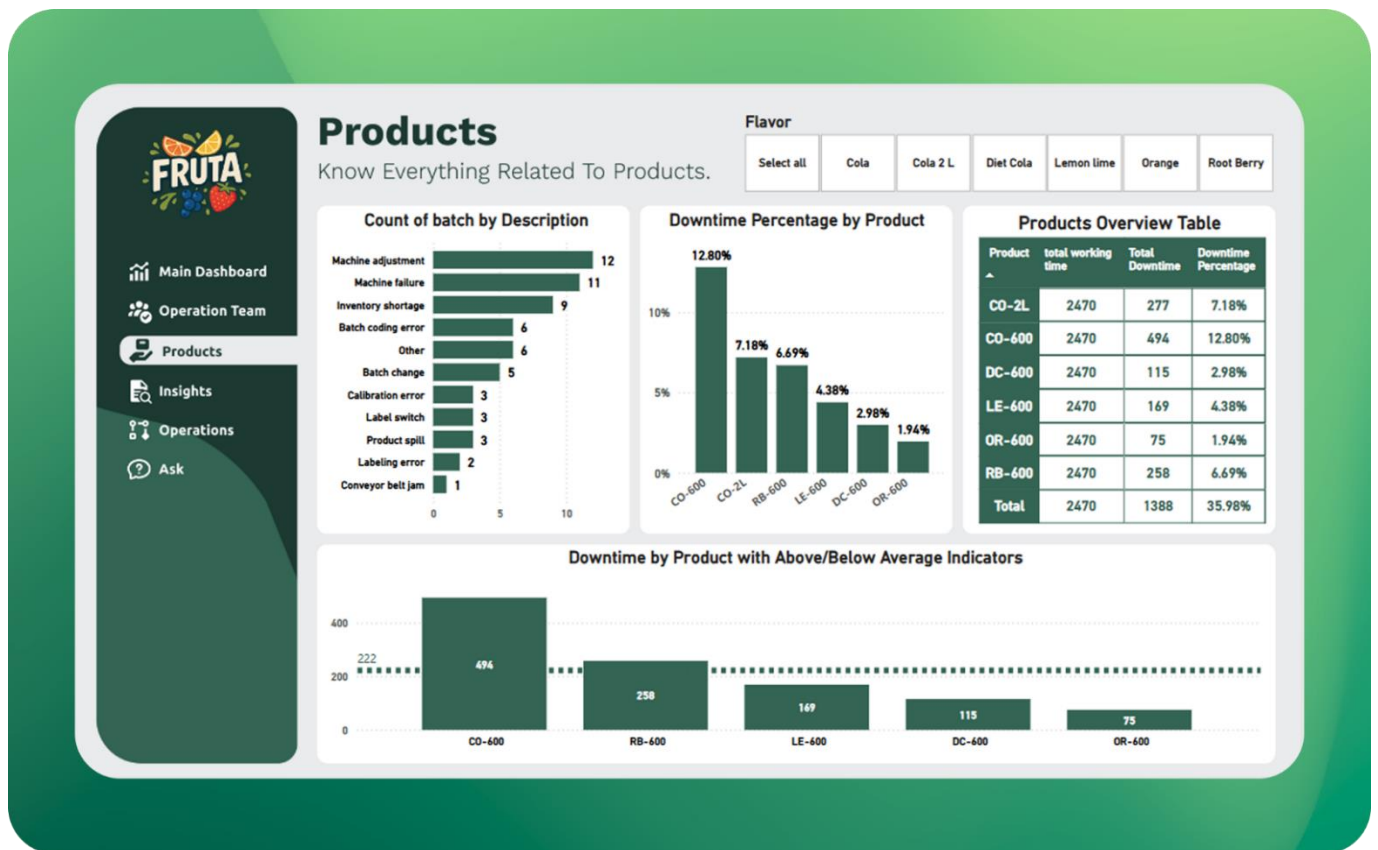 FRUTA
Main Dashboard
Operation Team
Products
Insights
Operations
Ask
Products
Know Everything Related To Products.
Flavor
Select all Cola Cola 2 L Diet Cola Lemon lime Orange Root Berry
Count of batch by Description
Machine adjustment 12
Machine failure 11
Inventory shortage 9
Batch coding error 6
Other 6
Batch change 5
Calibration error 3
Label switch 3
Product spill 3
Labeling error 2
Conveyor belt jam 1
0 5 10
Downtime Percentage by Product
12.80%
10%
7.18% 6.69%
5%
4.38%
2.98%
1.94%
0%
CO-600 CO-2L RB-600 LE-600 DC-600 OR-600
Products Overview Table
Product total working time Total Downtime Downtime Percentage
CO-2L 2470 277 7.18%
CO-600 2470 494 12.80%
DC-600 2470 115 2.98%
LE-600 2470 169 4.38%
OR-600 2470 75 1.94%
RB-600 2470 258 6.69%
Total 2470 1388 35.98%
Downtime by Product with Above/Below Average Indicators
400
222
200
0
494 258 169 115 75
CO-600 RB-600 LE-600 DC-600 OR-600